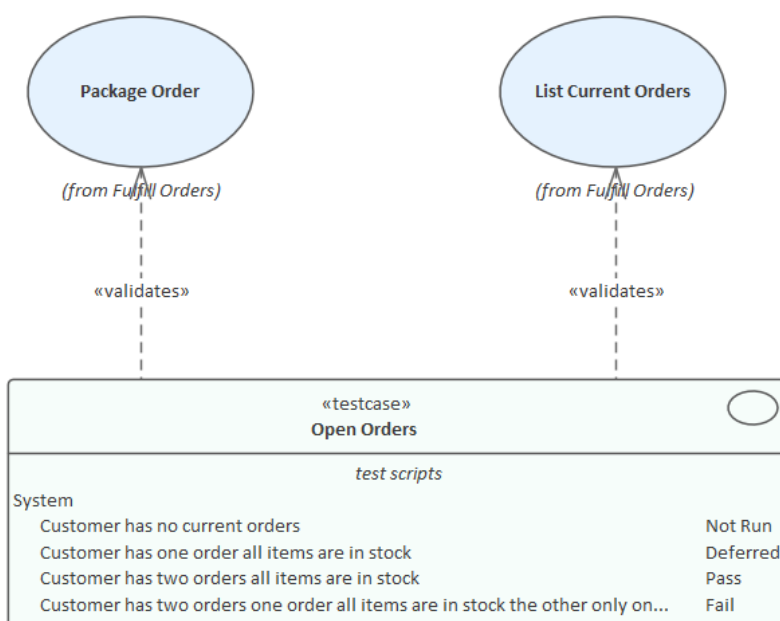 Package Order
List Current Orders
(from Fulfill Orders)
(from Fulfill Orders)
«validates»
«validates»
«testcase»
Open Orders
test scripts
System
Customer has no current orders Not Run
Customer has one order all items are in stock Deferred
Customer has two orders all items are in stock Pass
Customer has two orders one order all items are in stock the other only on... Fail